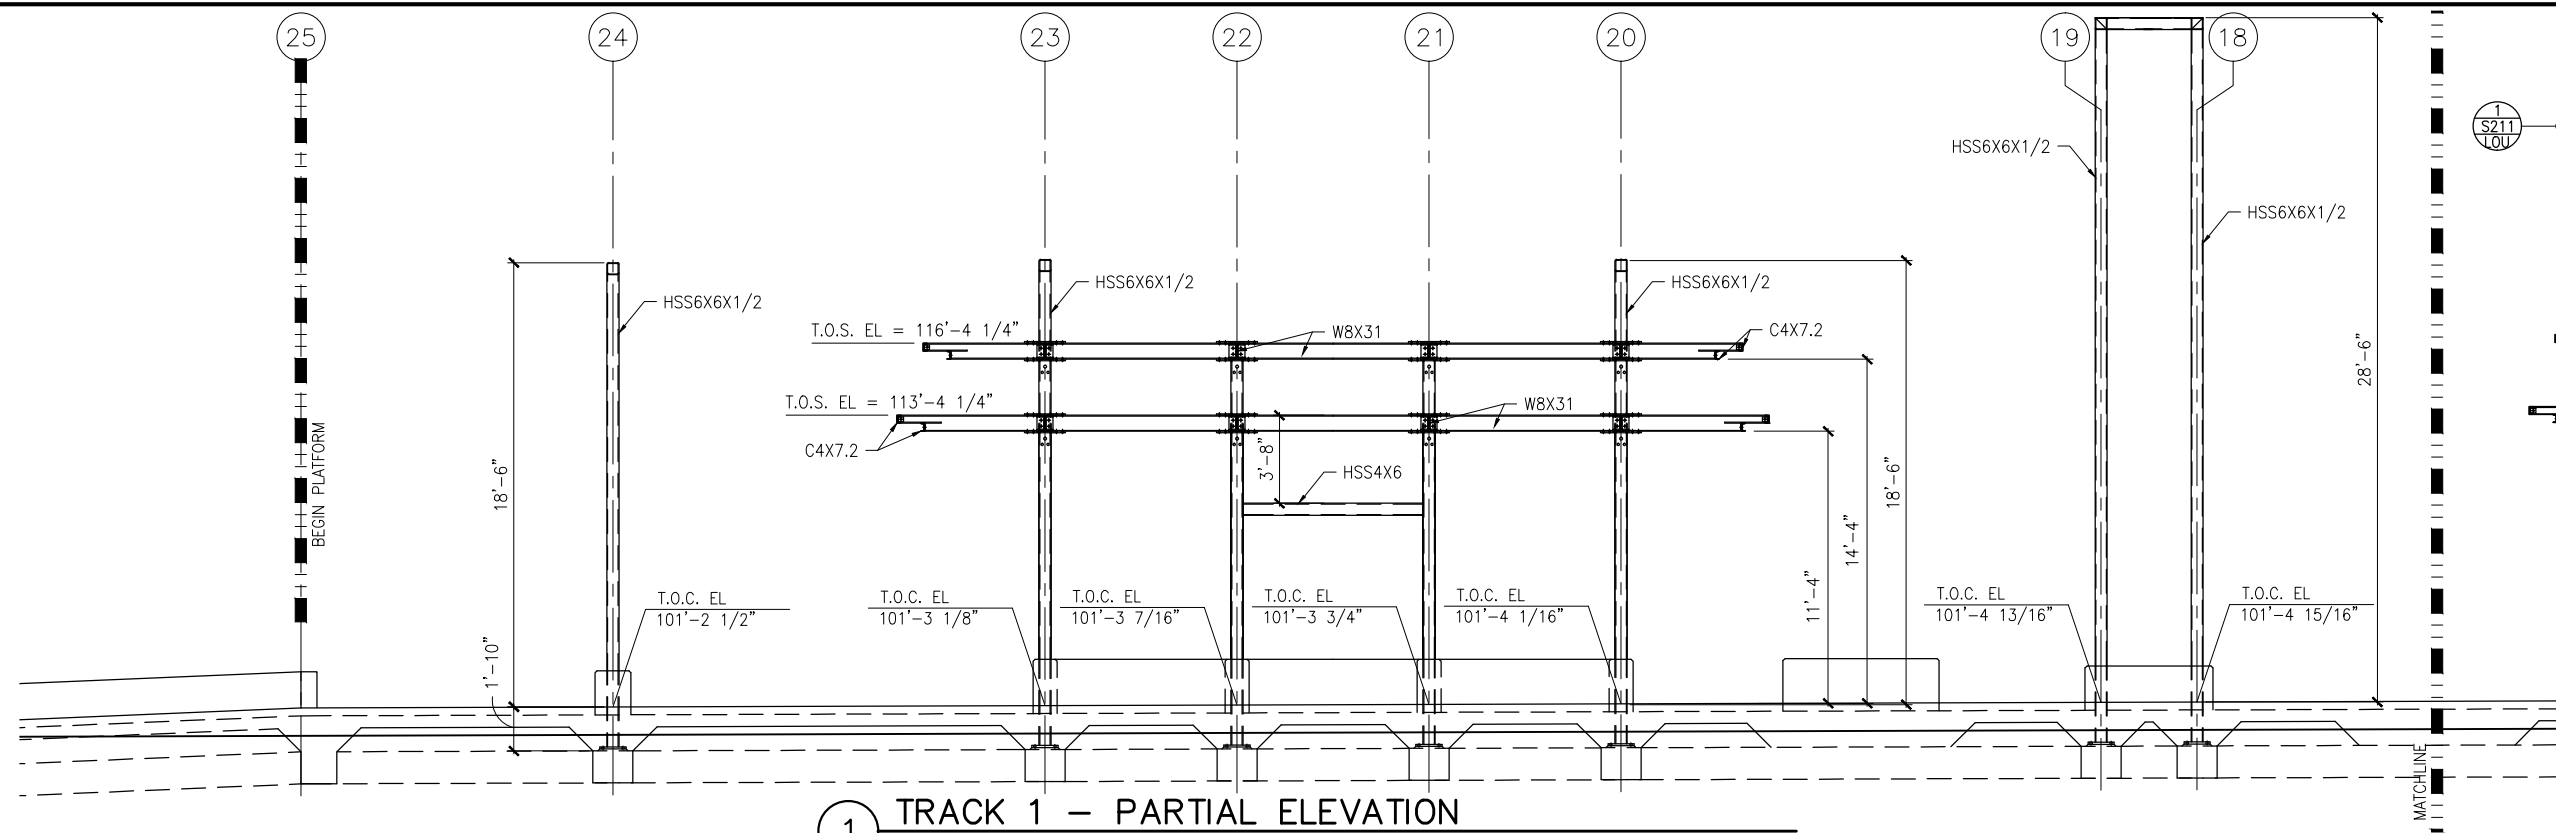 25
24
23
22
21
20
19
18
1
S211
LOU
HSS6X6X1/2
HSS6X6X1/2
HSS6X6X1/2
HSS6X6X1/2
HSS6X6X1/2
T.O.S. EL = 116'-4 1/4"
W8X31
C4X7.2
T.O.S. EL = 113'-4 1/4"
W8X31
C4X7.2
3'-8"
HSS4X6
28'-6"
18'-6"
18'-6"
14'-4"
11'-4"
BEGIN PLATFORM
T.O.C. EL
101'-2 1/2"
T.O.C. EL
101'-3 1/8"
T.O.C. EL
101'-3 7/16"
T.O.C. EL
101'-3 3/4"
T.O.C. EL
101'-4 1/16"
T.O.C. EL
101'-4 13/16"
T.O.C. EL
101'-4 15/16"
1'-10"
MATCHLINE
1
TRACK 1 - PARTIAL ELEVATION